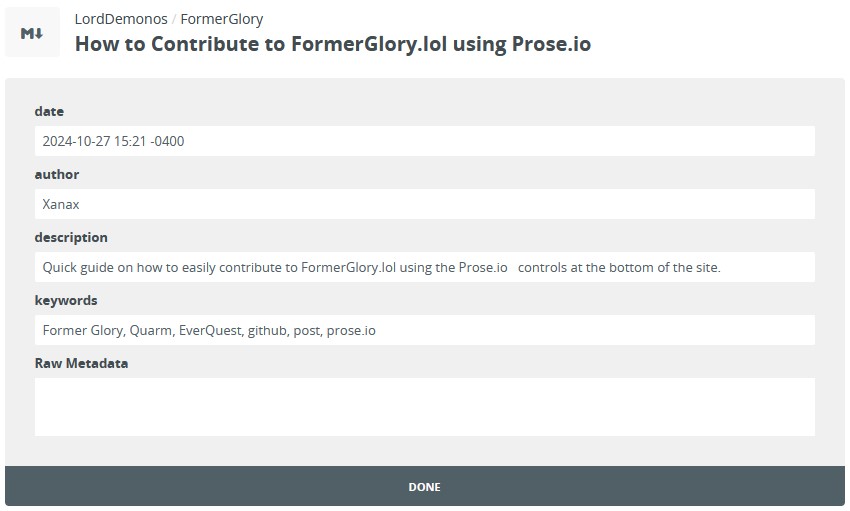 M↓
LordDemonos / FormerGlory
How to Contribute to FormerGlory.lol using Prose.io
date
2024-10-27 15:21 -0400
author
Xanax
description
Quick guide on how to easily contribute to FormerGlory.lol using the Prose.io   controls at the bottom of the site.
keywords
Former Glory, Quarm, EverQuest, github, post, prose.io
Raw Metadata
DONE